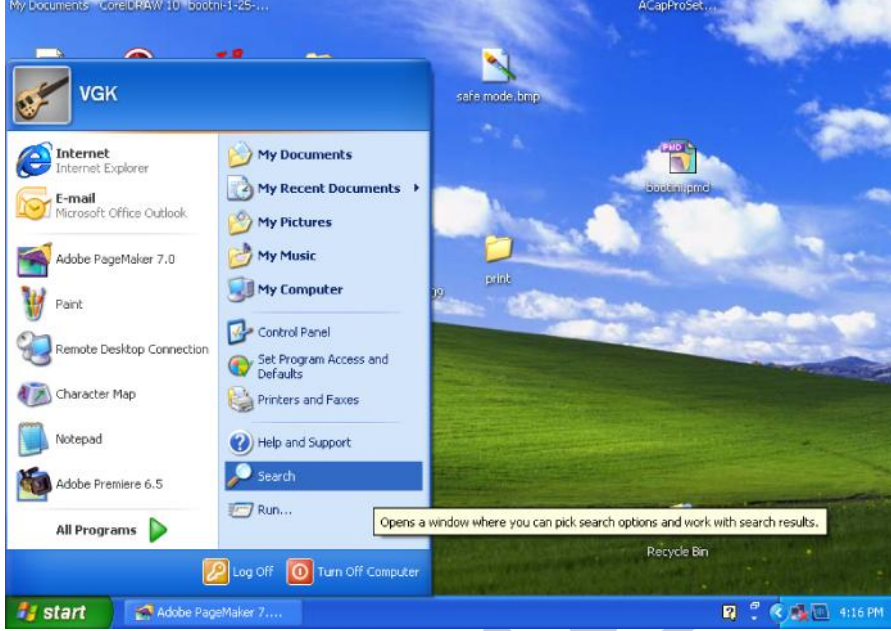 My Documents CorelDRAW 10 bootni-1-25-...
ACapProSet...
safe mode.bmp
bootini.pmd
print
VGK
Internet
Internet Explorer
E-mail
Microsoft Office Outlook
Adobe PageMaker 7.0
Paint
Remote Desktop Connection
Character Map
Notepad
Adobe Premiere 6.5
All Programs
My Documents
My Recent Documents
My Pictures
My Music
My Computer
Control Panel
Set Program Access and
Defaults
Printers and Faxes
Help and Support
Search
Run...
Opens a window where you can pick search options and work with search results.
Recycle Bin
Log Off
Turn Off Computer
start
Adobe PageMaker 7....
4:16 PM